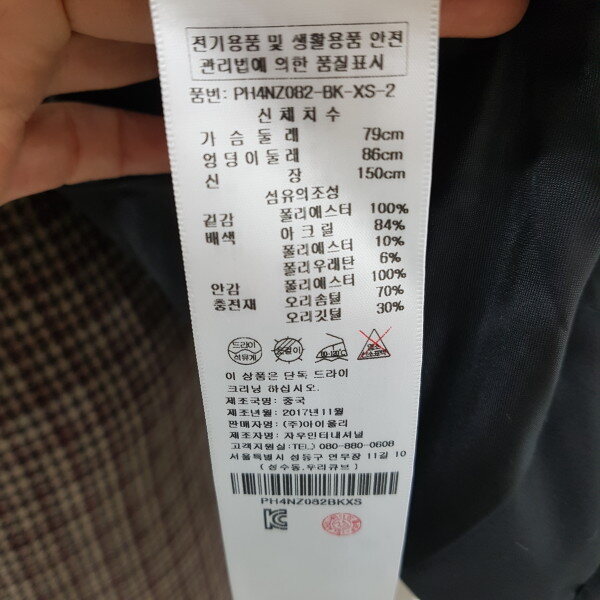 전기용품 및 생활용품 안전
관리법에 의한 품질표시
품번: PH4NZ082-BK-XS-2
신체치수
가슴둘레 79cm
엉덩이둘레 86cm
신장 150cm
섬유의조성
겉감 폴리에스터 100%
배색 아크릴 84%
폴리에스터 10%
폴리우레탄 6%
안감 폴리에스터 100%
충전재 오리솜털 70%
오리깃털 30%
드라이
석유계
이 상품은 단독 드라이
크리닝 하십시오.
제조국명: 중국
제조년월: 2017년11월
판매자명: (주)아이올리
제조자명: 자우인터내셔널
고객지원실: TEL) 080-880-0608
서울특별시 성동구 연무장 11길 10
(성수동, 우리큐브)
PH4NZ082BKXS